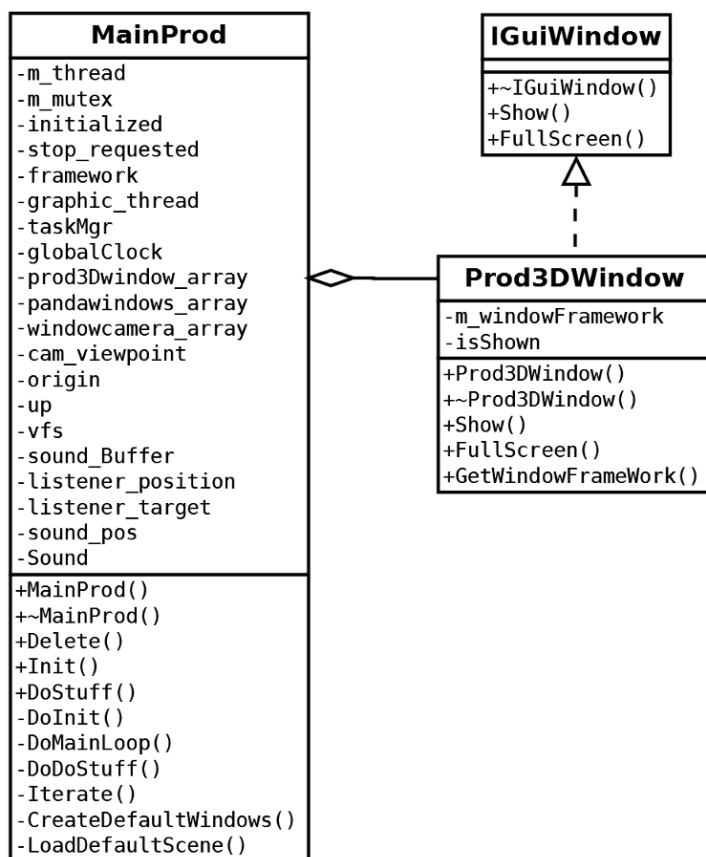 MainProd
-m_thread
-m_mutex
-initialized
-stop_requested
-framework
-graphic_thread
-taskMgr
-globalClock
-prod3Dwindow_array
-pandawindows_array
-windowcamera_array
-cam_viewpoint
-origin
-up
-vfs
-sound_Buffer
-listener_position
-listener_target
-sound_pos
-Sound
+MainProd()
+~MainProd()
+Delete()
+Init()
+DoStuff()
-DoInit()
-DoMainLoop()
-DoDoStuff()
-Iterate()
-CreateDefaultWindows()
-LoadDefaultScene()
IGuiWindow
+~IGuiWindow()
+Show()
+FullScreen()
Prod3DWindow
-m_windowFramework
-isShown
+Prod3DWindow()
+~Prod3DWindow()
+Show()
+FullScreen()
+GetWindowFrameWork()